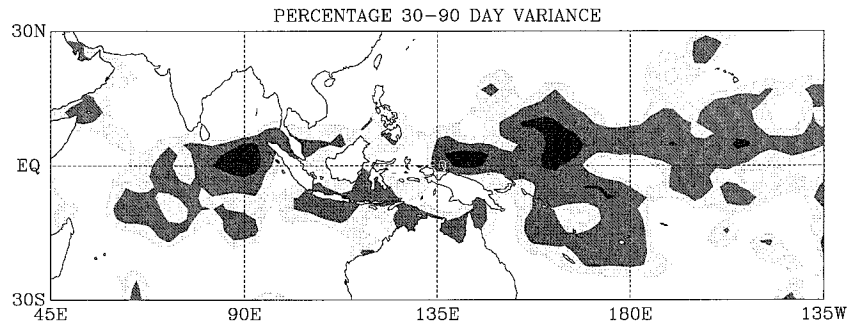 PERCENTAGE 30-90 DAY VARIANCE
30N
EQ
30S
45E 90E 135E 180E 135W